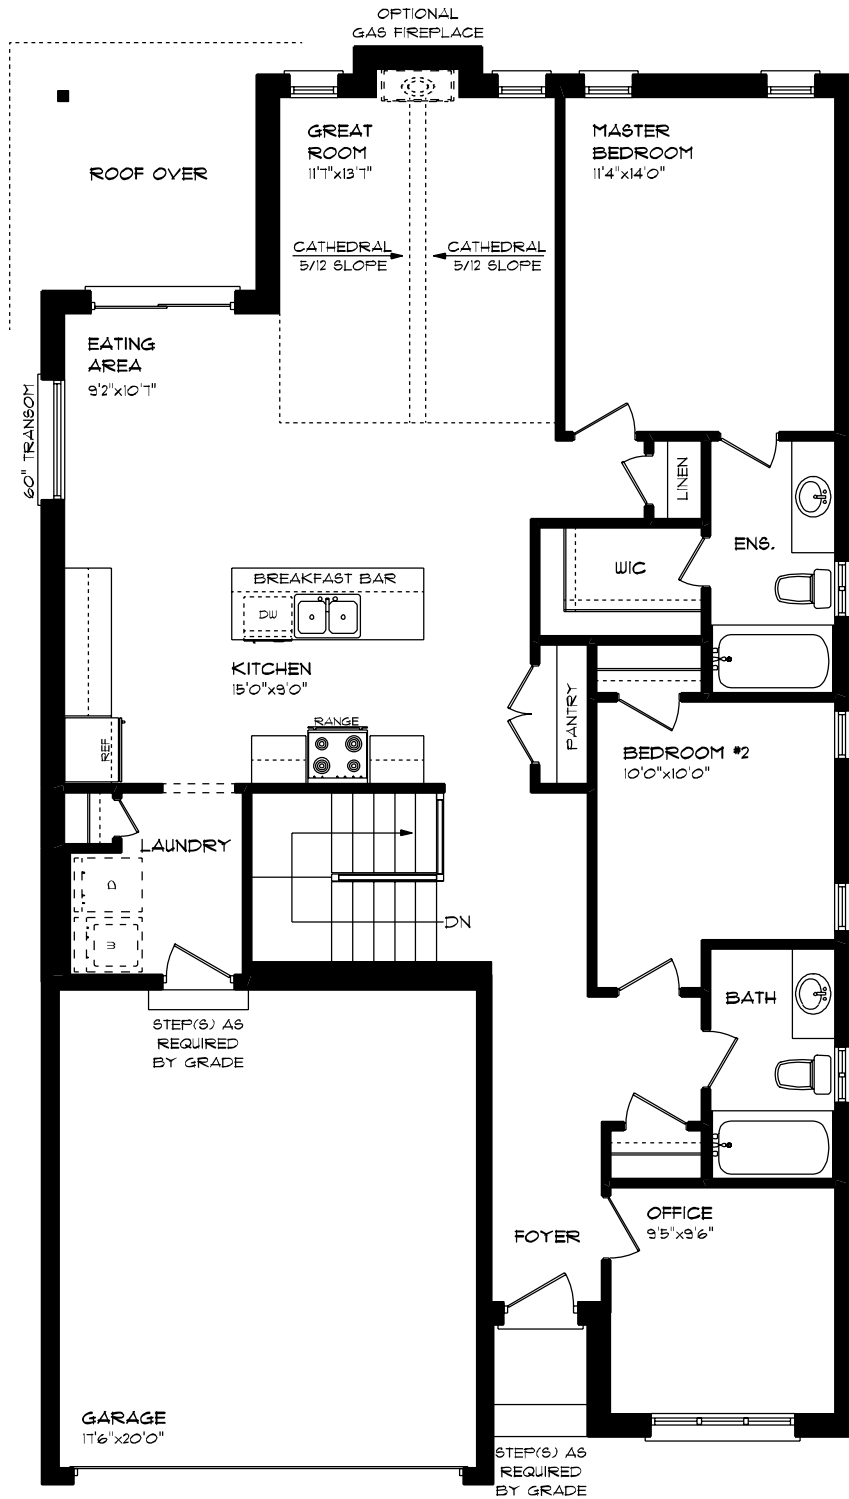 OPTIONAL
GAS FIREPLACE
GREAT
ROOM
11'7"x13'7"
MASTER
BEDROOM
11'4"x14'0"
ROOF OVER
CATHEDRAL
5/12 SLOPE
CATHEDRAL
5/12 SLOPE
EATING
AREA
9'2"x10'7"
60" TRANSOM
LINEN
ENS.
WIC
BREAKFAST BAR
DW
KITCHEN
15'0"x9'0"
PANTRY
RANGE
REF.
BEDROOM #2
10'0"x10'0"
LAUNDRY
D
W
DN
BATH
STEP(S) AS
REQUIRED
BY GRADE
OFFICE
9'5"x9'6"
FOYER
GARAGE
17'6"x20'0"
STEP(S) AS
REQUIRED
BY GRADE